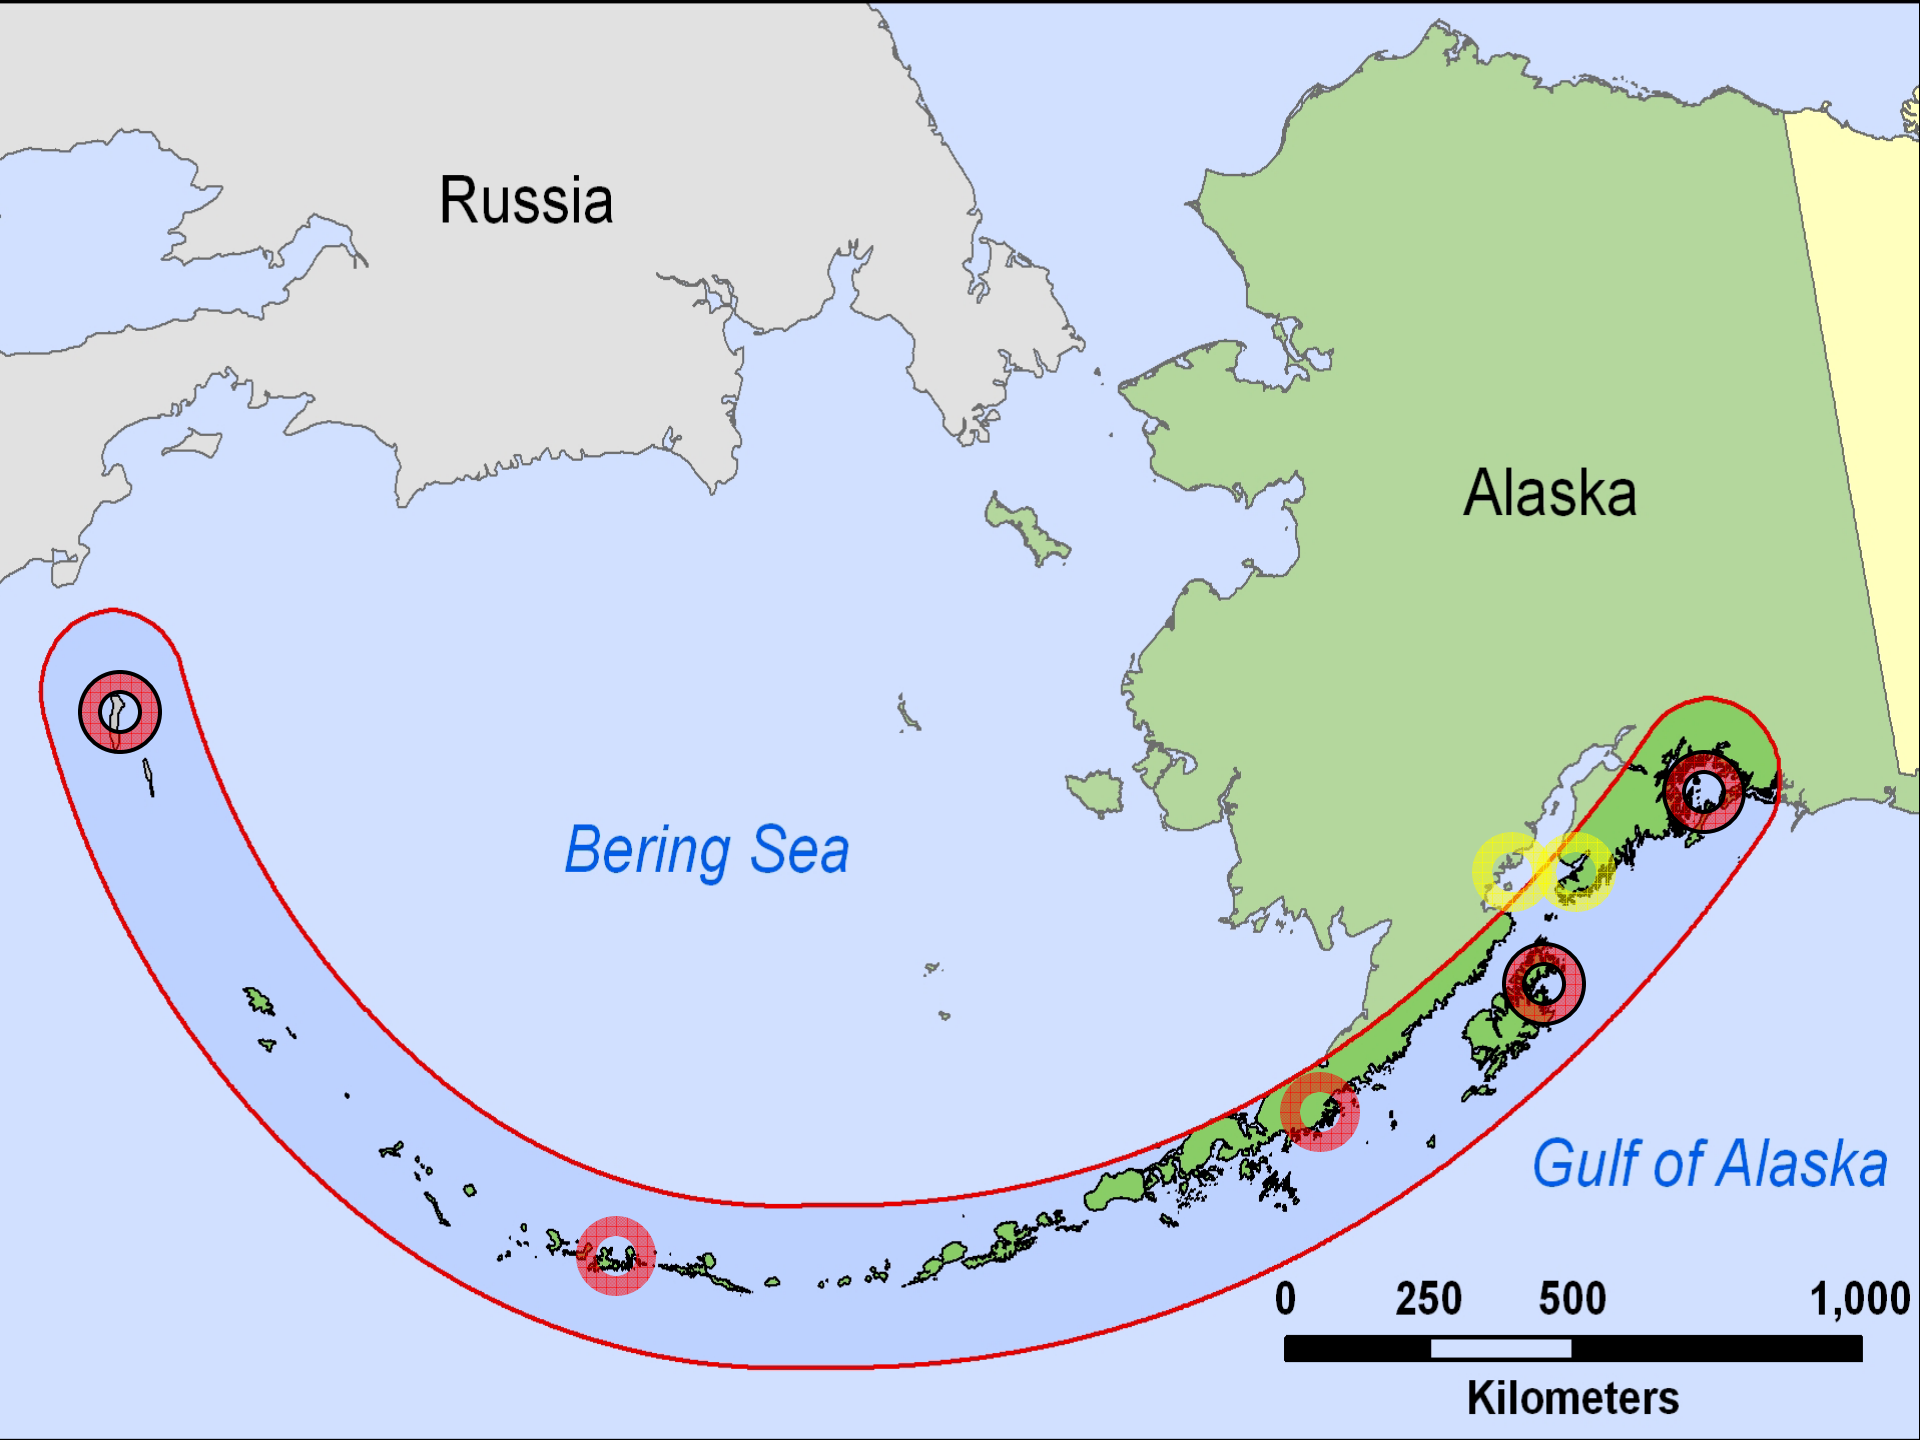 Russia
Alaska
Bering Sea
Gulf of Alaska
0 250 500 1,000
Kilometers